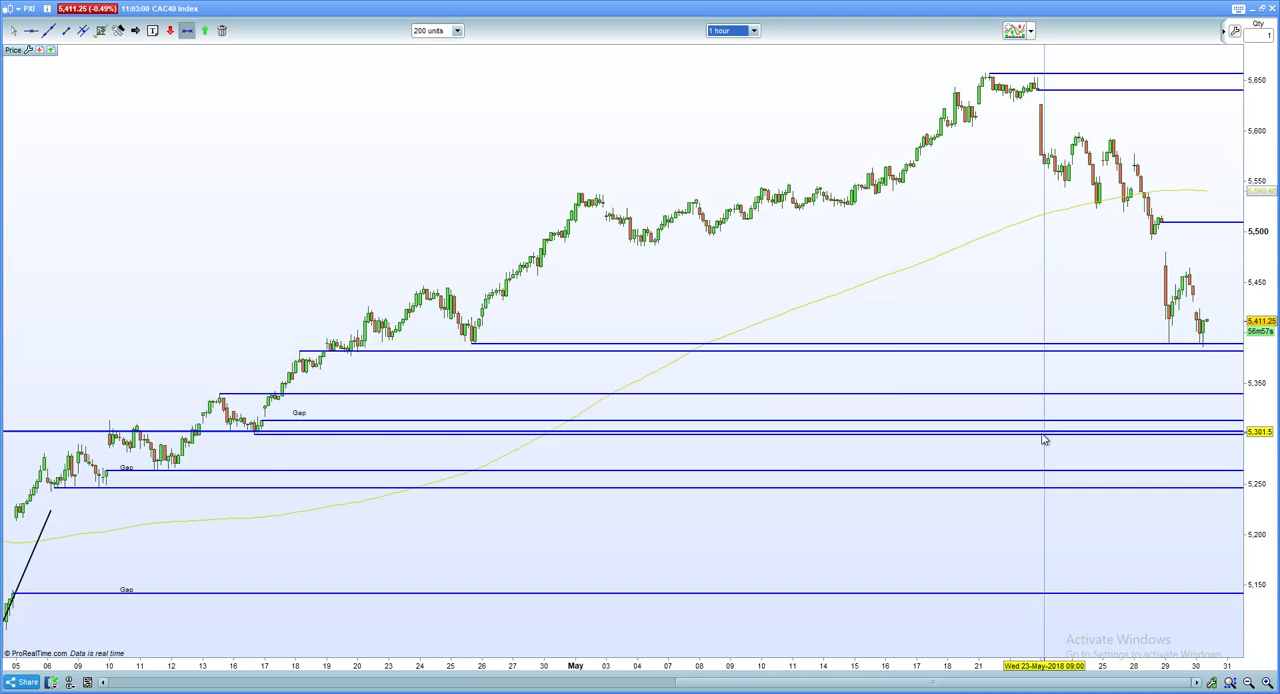 PXI 5,411.25 (-0.49%) 11:03:00 CAC40 Index
200 units
1 hour
Qty
1
Price
5,650
5,600
5,550
5,500
5,450
5,411.25
56m57s
5,350
Gap
5,301.5
Gap
5,250
5,200
Gap
5,150
Activate Windows
Go to Settings to activate Windows.
© ProRealTime.com Data is real time
05 06 09 10 11 12 13 16 17 18 19 20 23 24 25 26 27 30 May 03 04 07 08 09 10 11 14 15 16 17 18 21 Wed 23-May-2018 09:00 25 28 29 30 31
Share